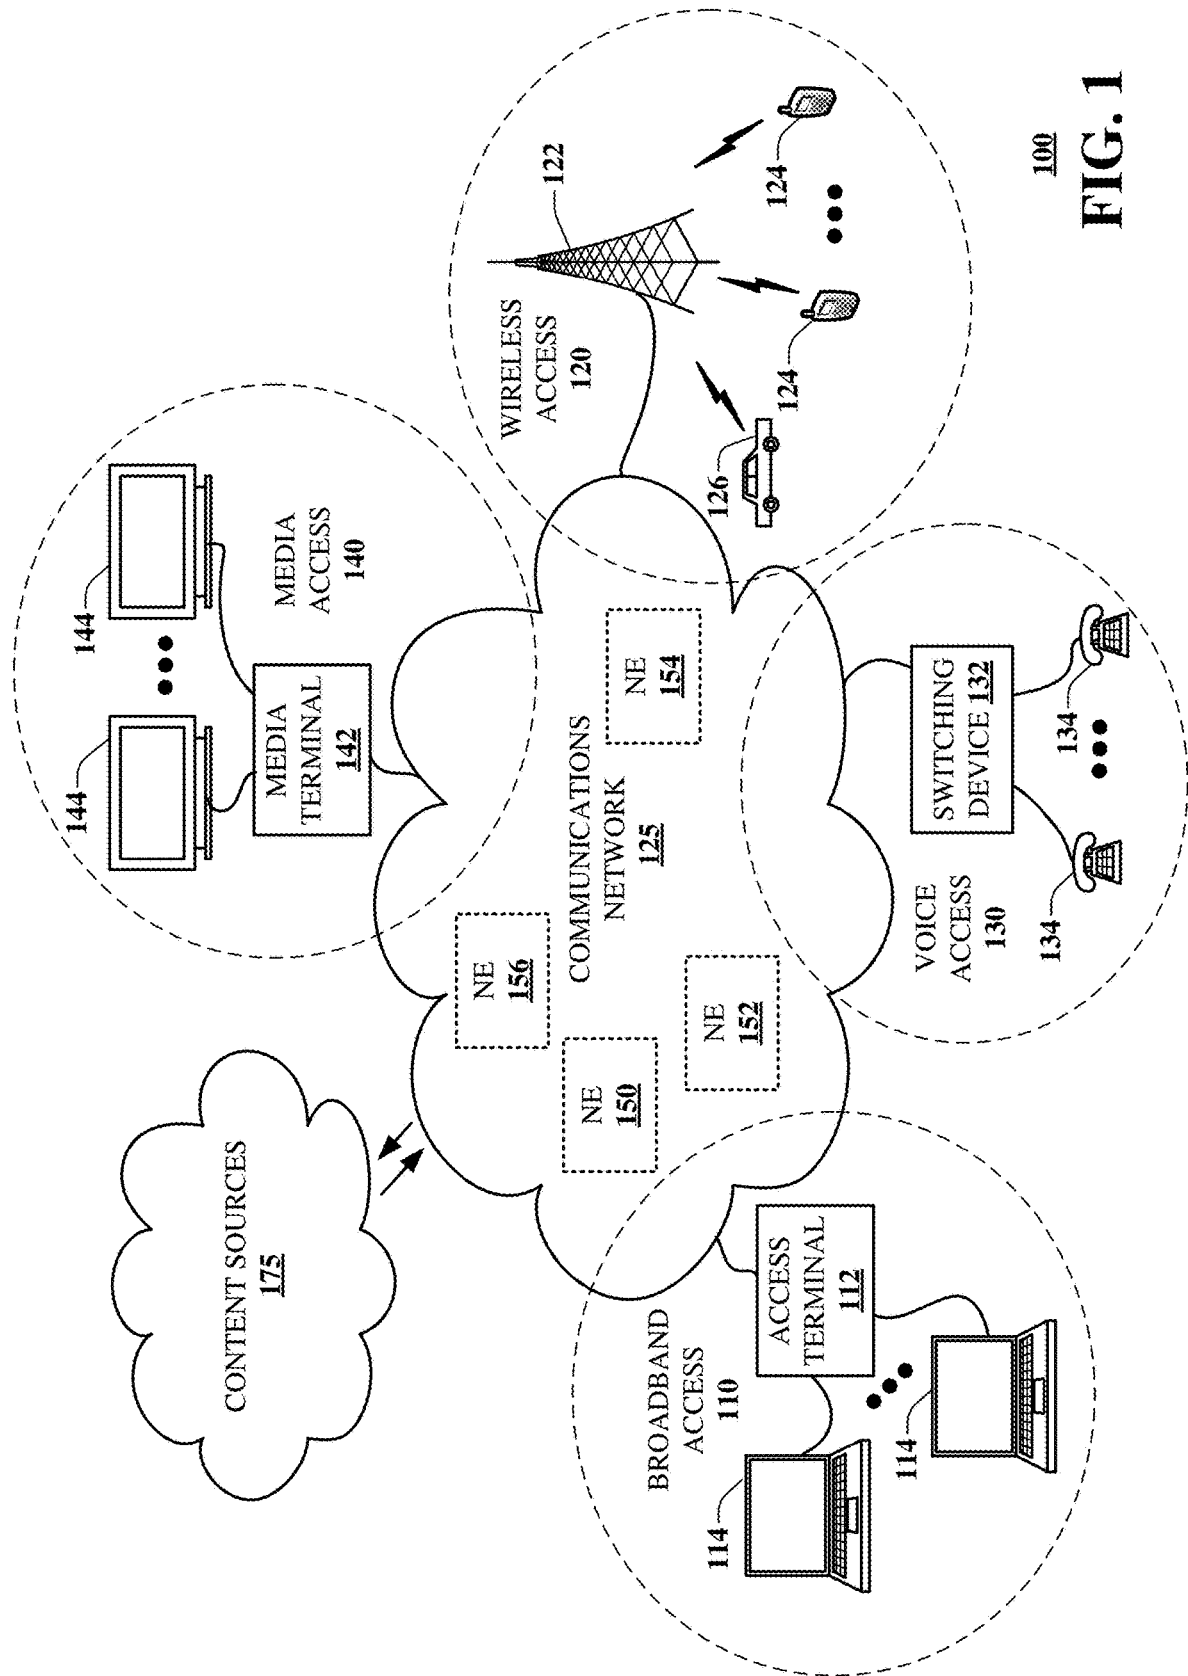 CONTENT SOURCES
175
144
144
MEDIA
TERMINAL
142
MEDIA
ACCESS
140
WIRELESS
ACCESS
120
122
124
124
126
NE
156
NE
150
NE
152
NE
154
COMMUNICATIONS
NETWORK
125
BROADBAND
ACCESS
110
ACCESS
TERMINAL
112
114
114
VOICE
ACCESS
130
SWITCHING
DEVICE 132
134
134
100
FIG. 1